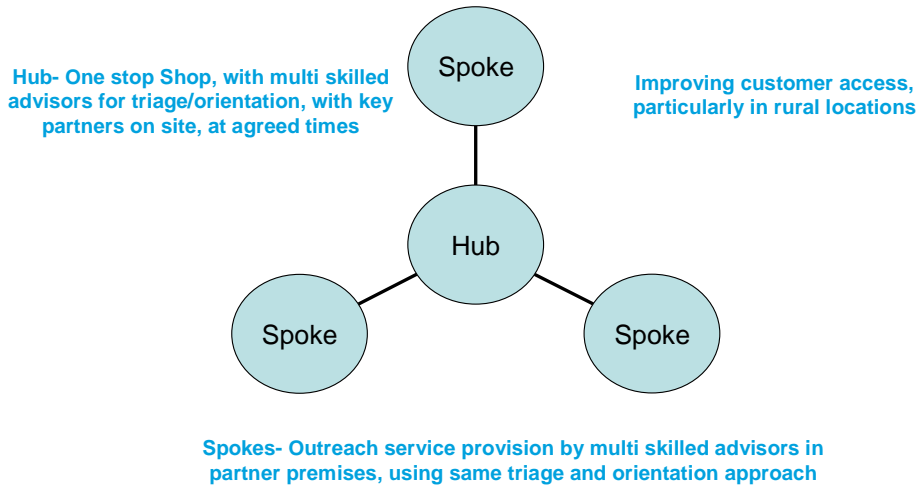 Spoke
Hub- One stop Shop, with multi skilled
advisors for triage/orientation, with key
partners on site, at agreed times
Improving customer access,
particularly in rural locations
Hub
Spoke
Spoke
Spokes- Outreach service provision by multi skilled advisors in
partner premises, using same triage and orientation approach